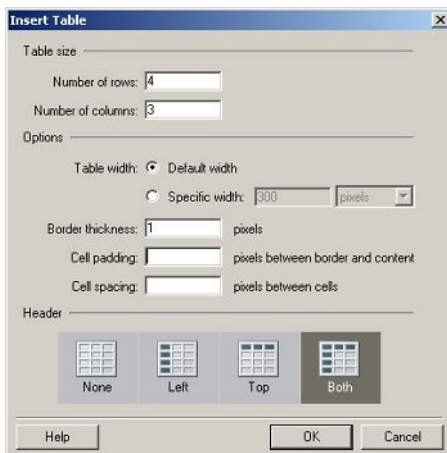 Insert Table
Table size
Number of rows: 4
Number of columns: 3
Options
Table width: Default width
Specific width: 300 pixels
Border thickness: 1 pixels
Cell padding: pixels between border and content
Cell spacing: pixels between cells
Header
None Left Top Both
Help OK Cancel